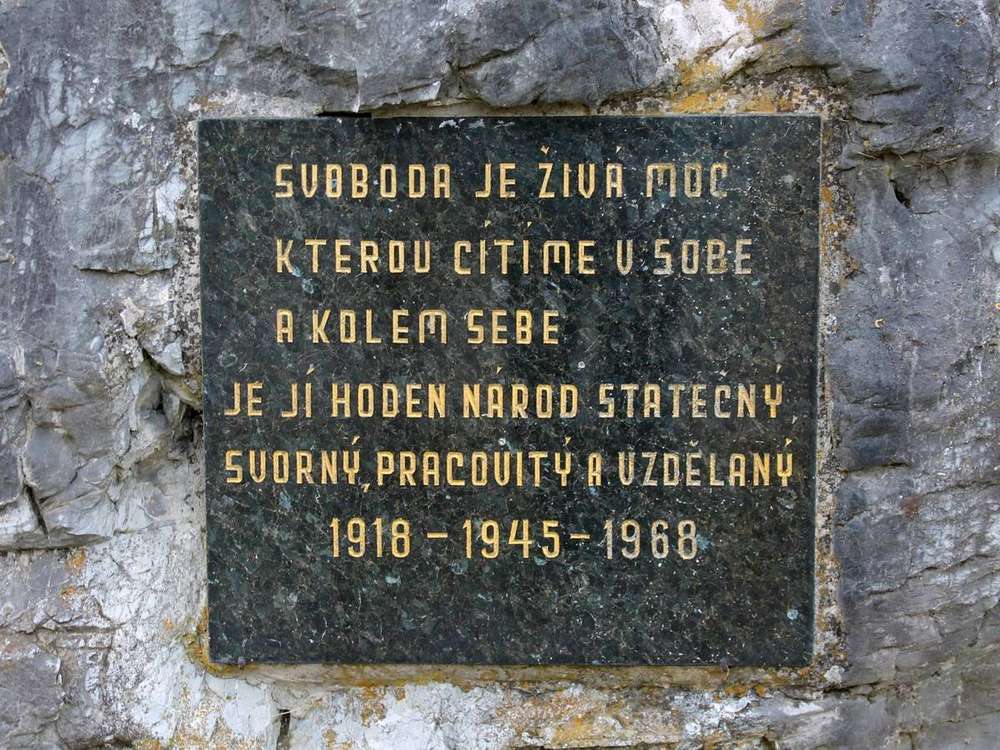 SVOBODA JE ŽIVÁ MOC
KTEROU CÍTÍME V SOBĚ
A KOLEM SEBE
JE JÍ HODEN NÁROD STATEČNÝ,
SVORNÝ, PRACOVITÝ A VZDĚLANÝ
1918 – 1945 – 1968